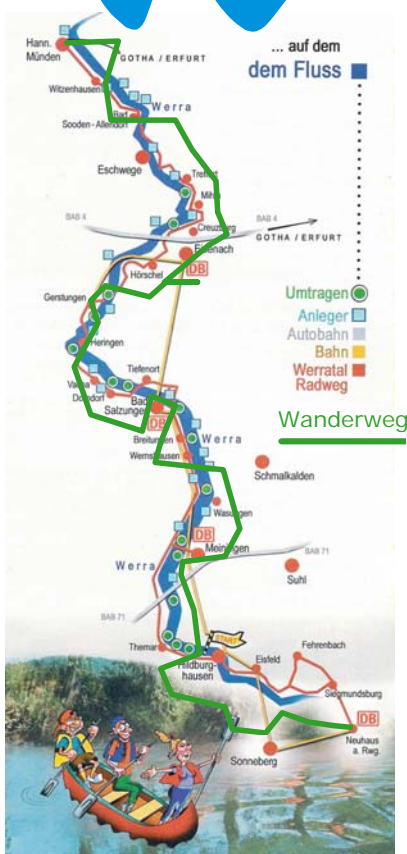 ... auf dem
dem Fluss
Hann.
Münden
GOTHA / ERFURT
Witzenhausen
Werra
Bad
Sooden-Allendorf
Eschwege
Treffurt
Mihla
Creuzburg
BAB 4
BAB 4
GOTHA / ERFURT
Eisenach
DB
Hörschel
Gerstungen
Umtragen
Anleger
Autobahn
Bahn
Werratal
Radweg
Wanderweg
Heringen
Vacha
Tiefenort
Dorndorf
Bad
Salzungen
DB
Breitungen
Werra
Wernshausen
Schmalkalden
Wasungen
DB
Meiningen
Werra
BAB 71
Suhl
BAB 71
START
Themar
Hildburg-
hausen
Eisfeld
Fehrenbach
Siegmundsburg
DB
Neuhaus
a. Rwg.
Sonneberg